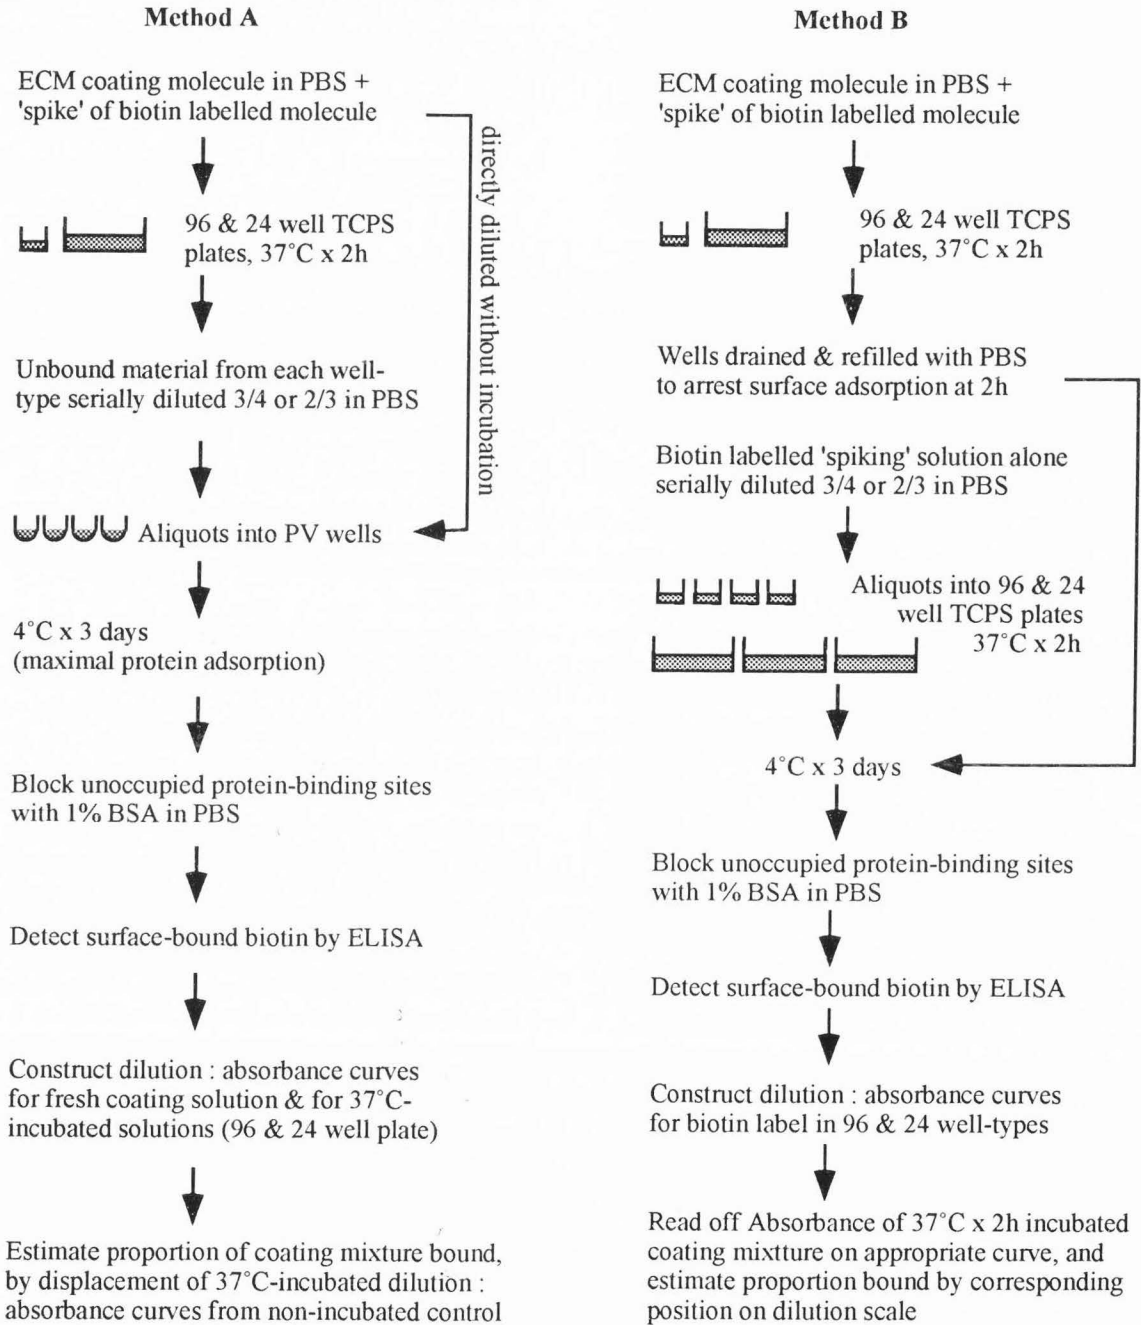 Method A
ECM coating molecule in PBS +
'spike' of biotin labelled molecule
directly diluted without incubation
96 & 24 well TCPS
plates, 37°C x 2h
Unbound material from each well-
type serially diluted 3/4 or 2/3 in PBS
Aliquots into PV wells
4°C x 3 days
(maximal protein adsorption)
Block unoccupied protein-binding sites
with 1% BSA in PBS
Detect surface-bound biotin by ELISA
Construct dilution : absorbance curves
for fresh coating solution & for 37°C-
incubated solutions (96 & 24 well plate)
Estimate proportion of coating mixture bound,
by displacement of 37°C-incubated dilution :
absorbance curves from non-incubated control
Method B
ECM coating molecule in PBS +
'spike' of biotin labelled molecule
96 & 24 well TCPS
plates, 37°C x 2h
Wells drained & refilled with PBS
to arrest surface adsorption at 2h
Biotin labelled 'spiking' solution alone
serially diluted 3/4 or 2/3 in PBS
Aliquots into 96 & 24
well TCPS plates
37°C x 2h
4°C x 3 days
Block unoccupied protein-binding sites
with 1% BSA in PBS
Detect surface-bound biotin by ELISA
Construct dilution : absorbance curves
for biotin label in 96 & 24 well-types
Read off Absorbance of 37°C x 2h incubated
coating mixtture on appropriate curve, and
estimate proportion bound by corresponding
position on dilution scale